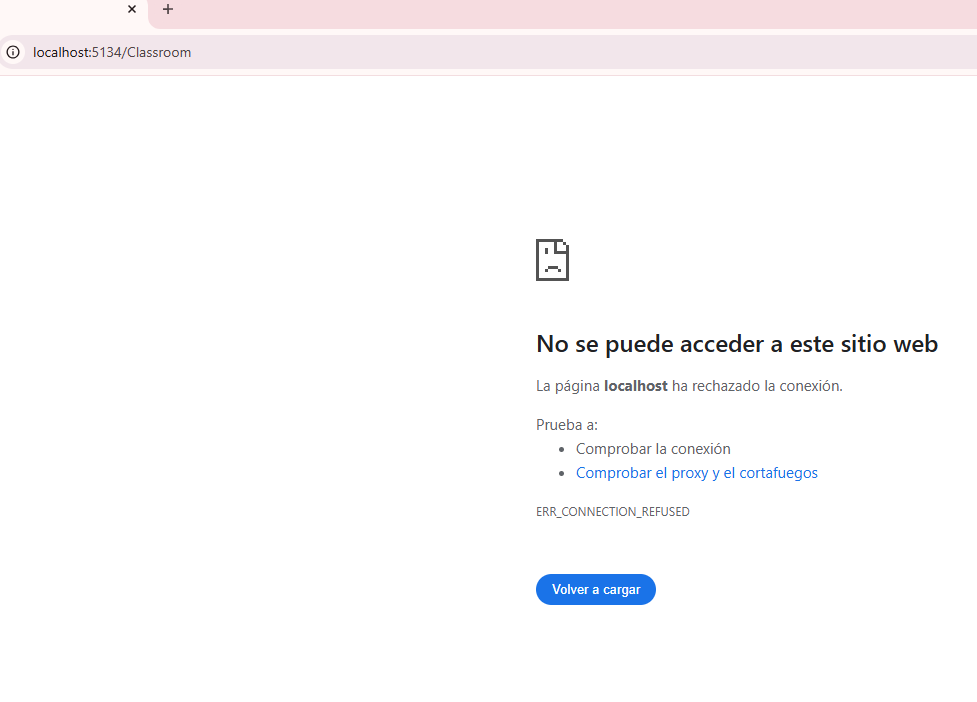 localhost:5134/Classroom
No se puede acceder a este sitio web
La página localhost ha rechazado la conexión.
Prueba a:
Comprobar la conexión
Comprobar el proxy y el cortafuegos
ERR_CONNECTION_REFUSED
Volver a cargar